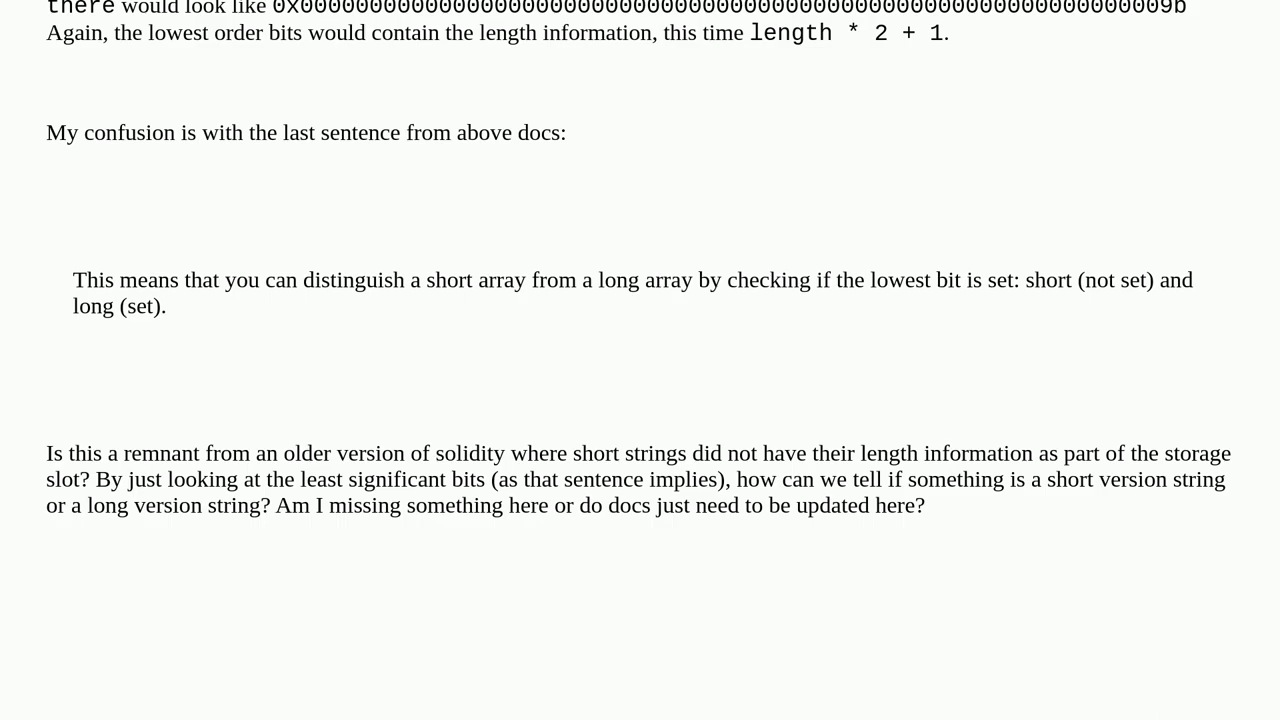 there would look like 0x000000000000000000000000000000000000000000000000000000000000009b
Again, the lowest order bits would contain the length information, this time length * 2 + 1.
My confusion is with the last sentence from above docs:
This means that you can distinguish a short array from a long array by checking if the lowest bit is set: short (not set) and
long (set).
Is this a remnant from an older version of solidity where short strings did not have their length information as part of the storage
slot? By just looking at the least significant bits (as that sentence implies), how can we tell if something is a short version string
or a long version string? Am I missing something here or do docs just need to be updated here?